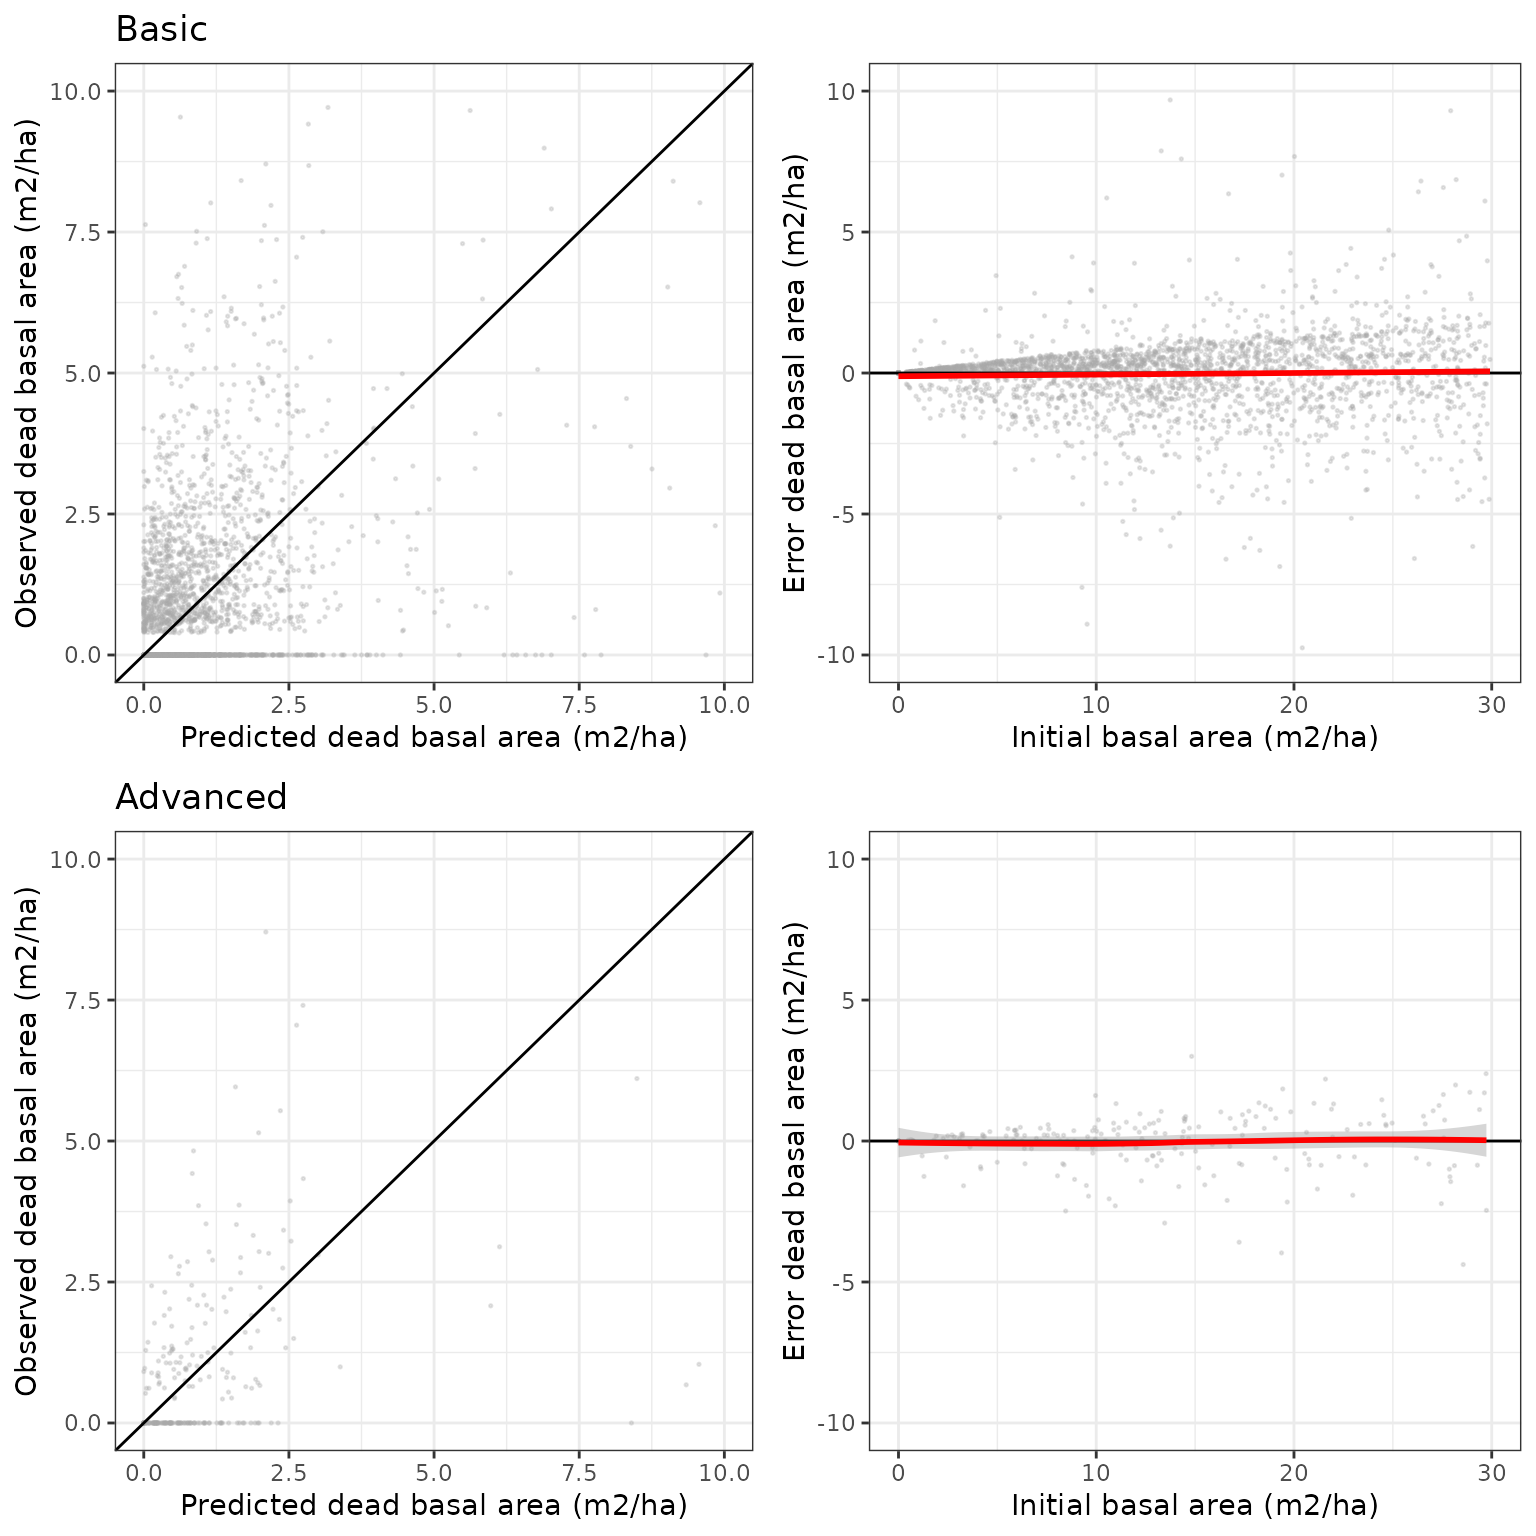 Basic
Observed dead basal area (m2/ha)
10.0
7.5
5.0
2.5
0.0
0.0 2.5 5.0 7.5 10.0
Predicted dead basal area (m2/ha)
Error dead basal area (m2/ha)
10
5
0
-5
-10
0 10 20 30
Initial basal area (m2/ha)
Advanced
Observed dead basal area (m2/ha)
10.0
7.5
5.0
2.5
0.0
0.0 2.5 5.0 7.5 10.0
Predicted dead basal area (m2/ha)
Error dead basal area (m2/ha)
10
5
0
-5
-10
0 10 20 30
Initial basal area (m2/ha)